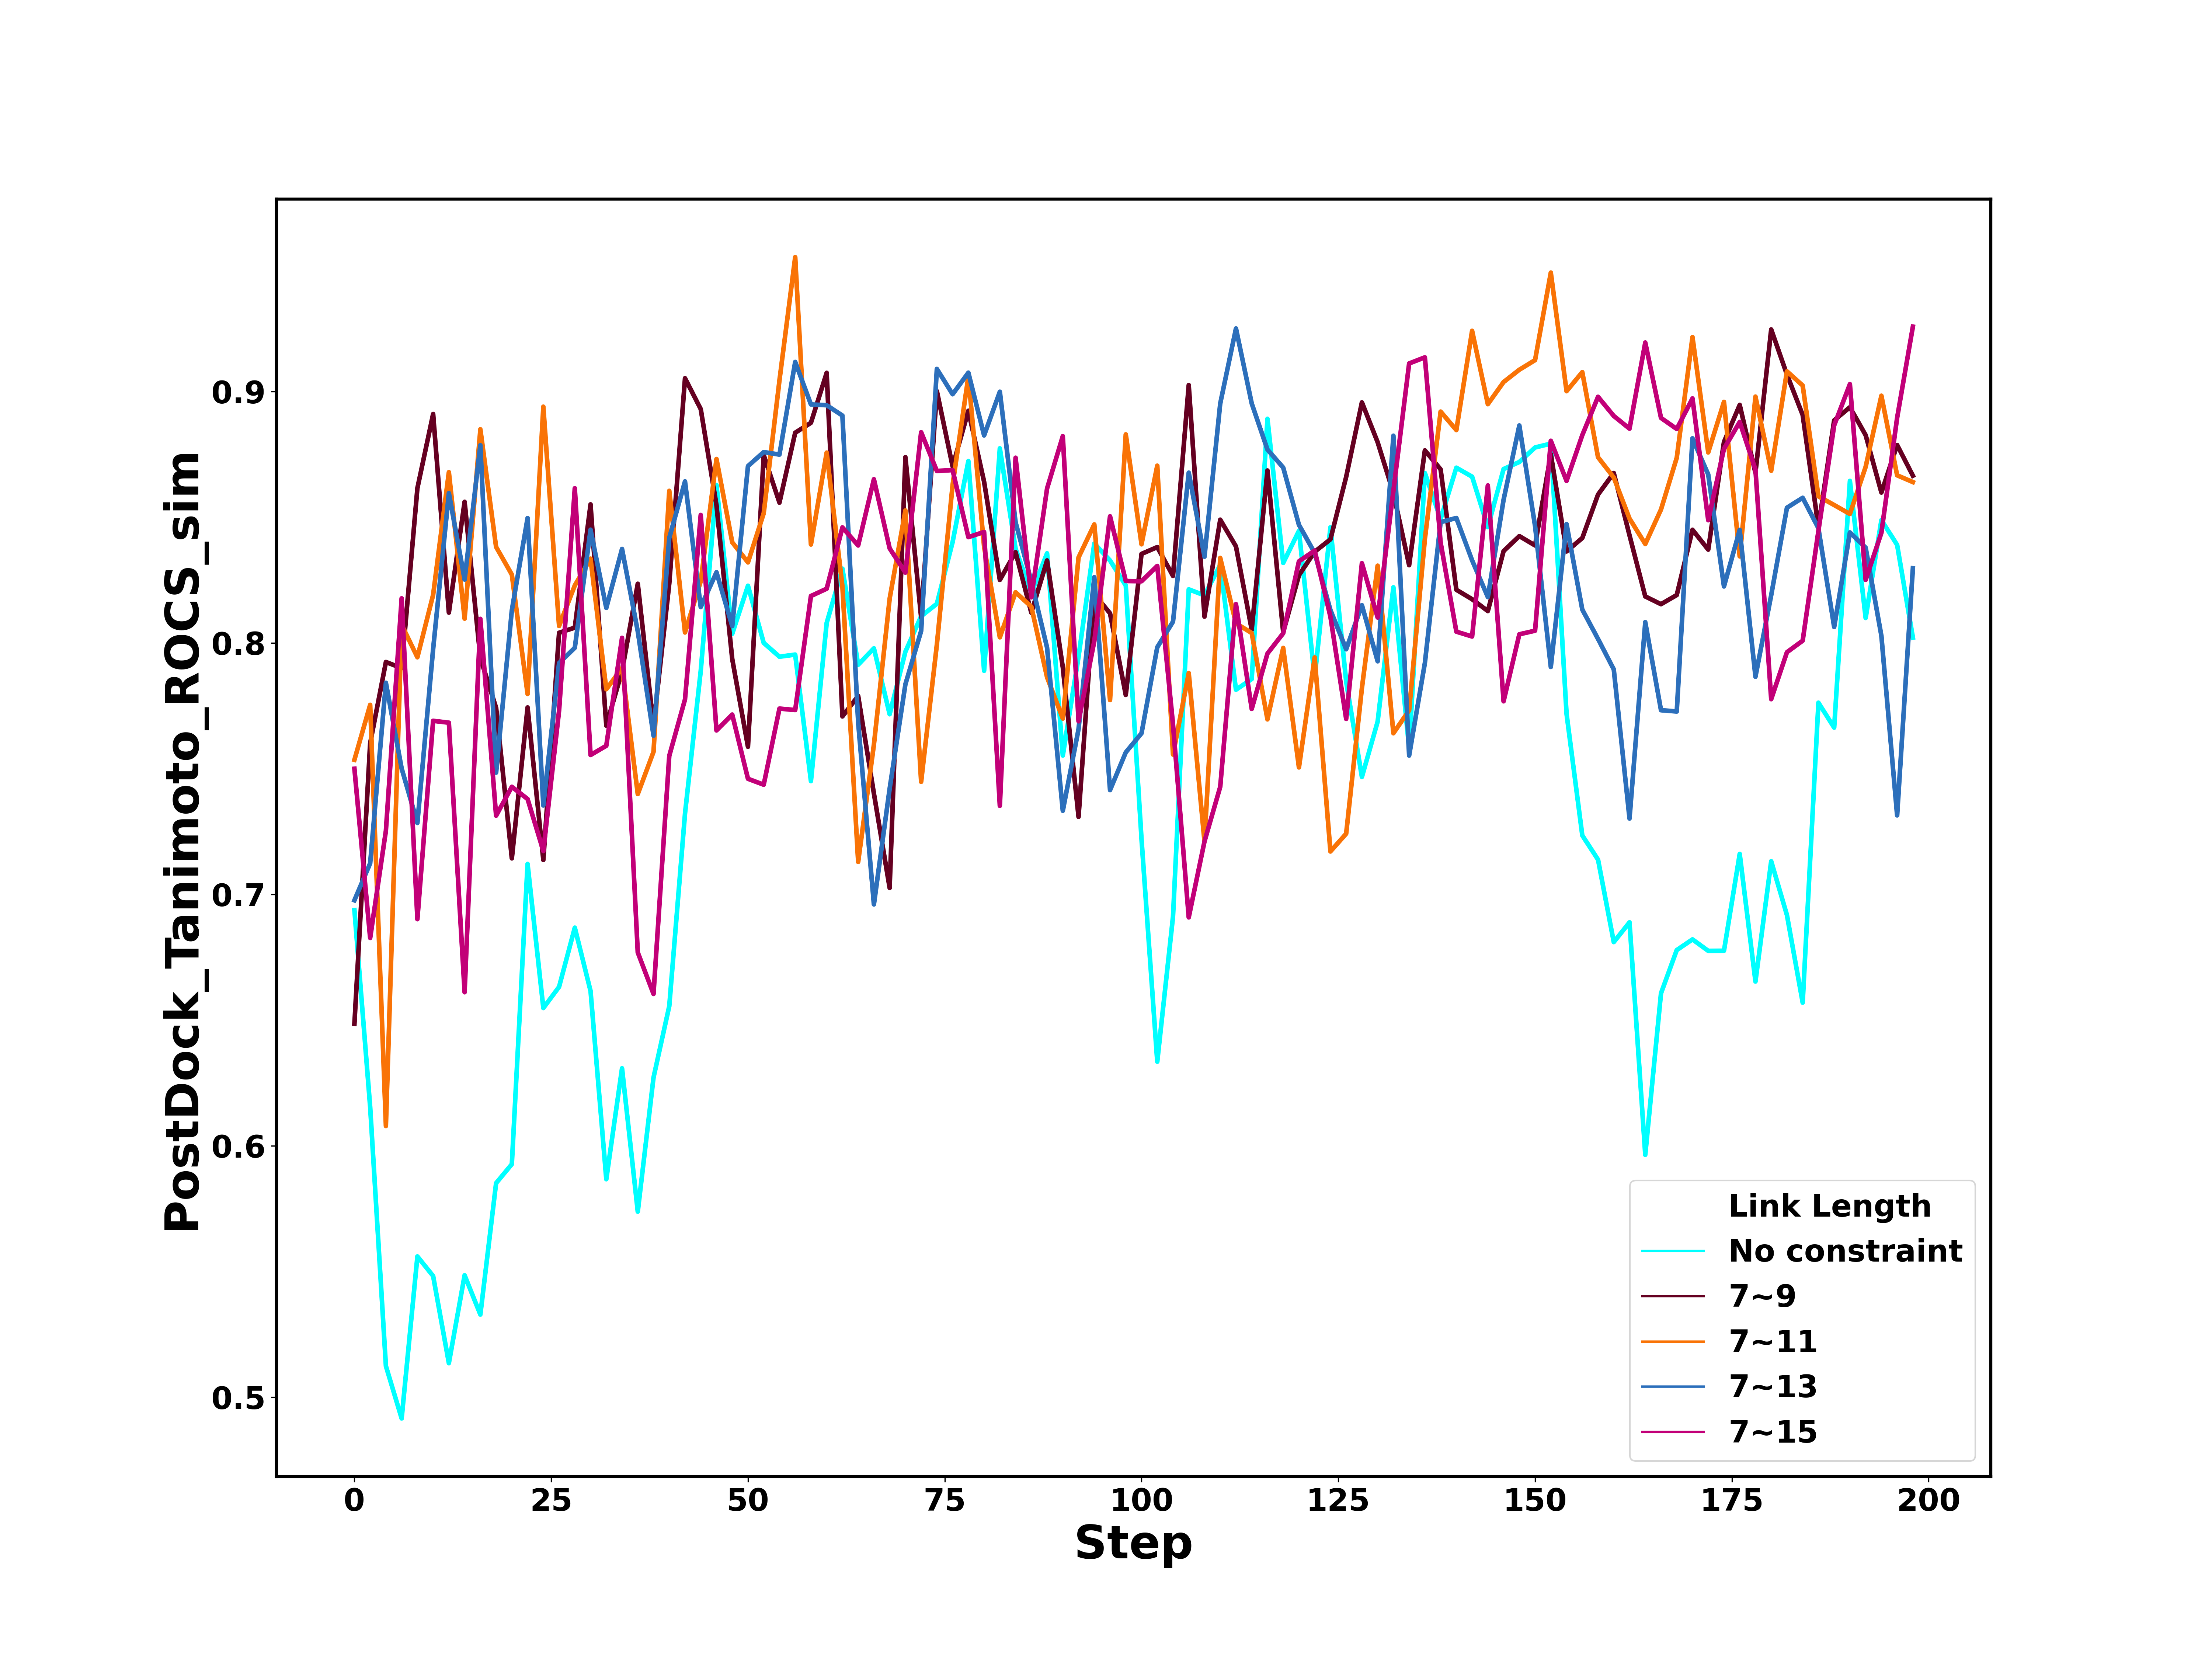 PostDock_Tanimoto_ROCS_sim
0.9
0.8
0.7
0.6
0.5
Link Length
No constraint
7~9
7~11
7~13
7~15
0 25 50 75 100 125 150 175 200
Step